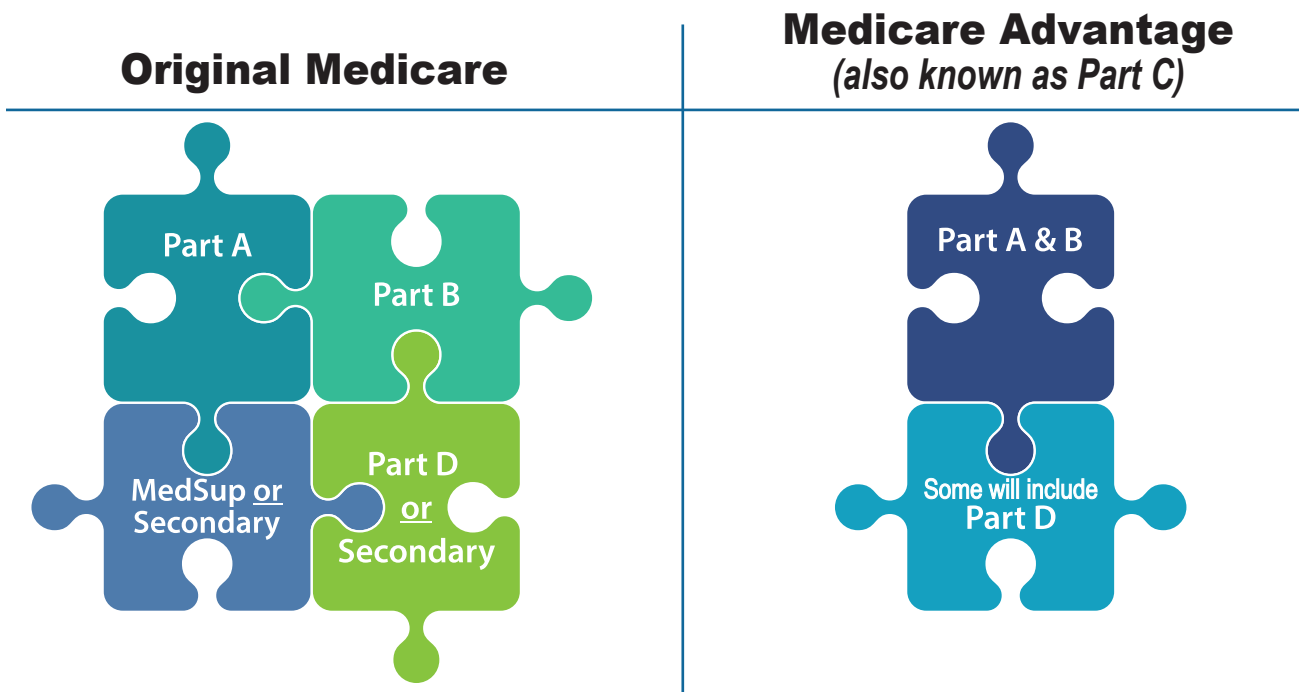 Original Medicare
Medicare Advantage
(also known as Part C)
Part A
Part B
MedSup or
Secondary
Part D
or
Secondary
Part A & B
Some will include
Part D